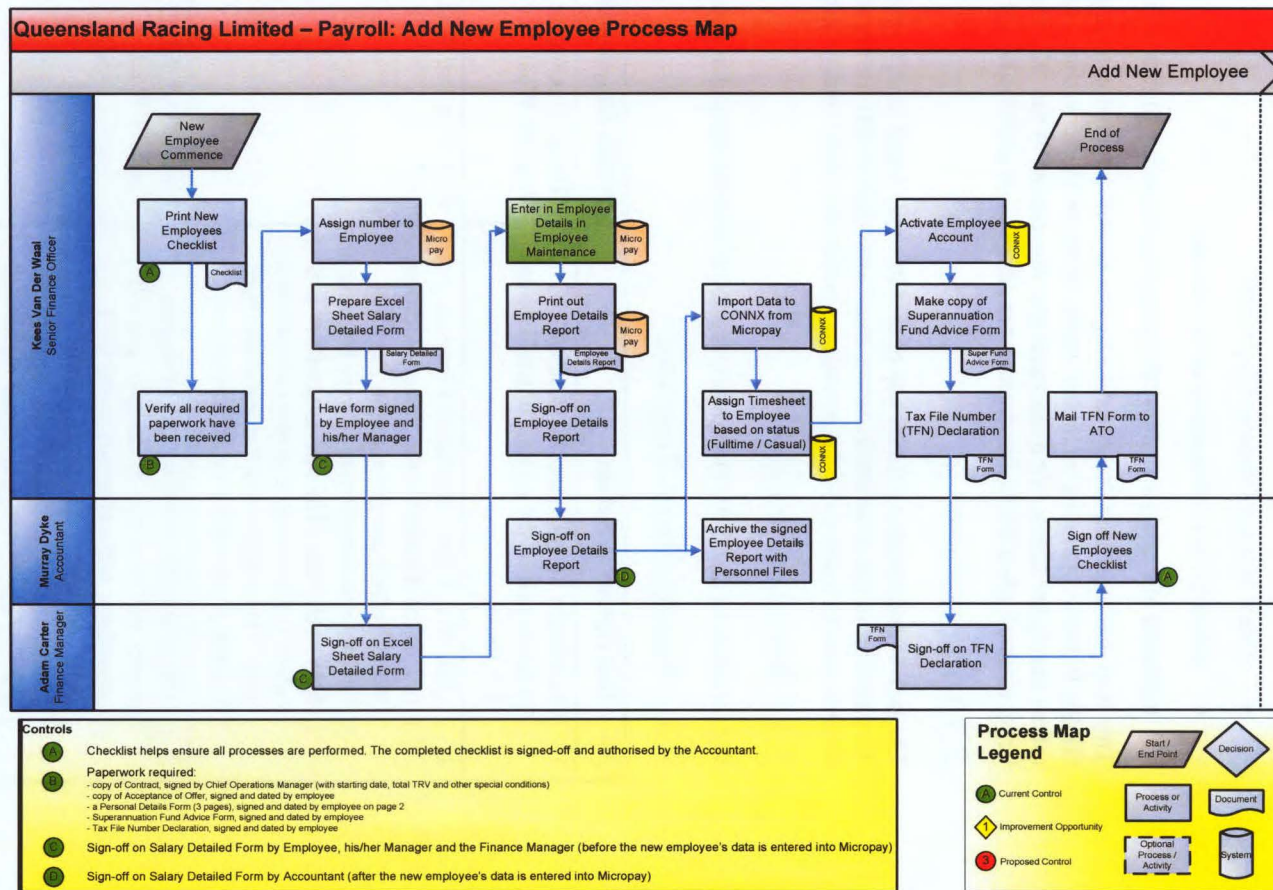 Queensland Racing Limited – Payroll: Add New Employee Process Map
Add New Employee
Kees Van Der Waal
Senior Finance Officer
New
Employee
Commence
Print New
Employees
Checklist
A
Checklist
Verify all required
paperwork have
been received
B
Assign number to
Employee
Micro
pay
Prepare Excel
Sheet Salary
Detailed Form
Salary Detailed
Form
Have form signed
by Employee and
his/her Manager
C
Enter in Employee
Details in
Employee
Maintenance
Micro
pay
Print out
Employee Details
Report
Micro
pay
Employee
Details Report
Sign-off on
Employee Details
Report
Import Data to
CONNX from
Micropay
CONNX
Assign Timesheet
to Employee
based on status
(Fulltime / Casual)
CONNX
Activate Employee
Account
CONNX
Make copy of
Superannuation
Fund Advice Form
Super Fund
Advice Form
Tax File Number
(TFN) Declaration
TFN
Form
End of
Process
Mail TFN Form to
ATO
TFN
Form
Murray Dyke
Accountant
Sign-off on
Employee Details
Report
D
Archive the signed
Employee Details
Report with
Personnel Files
Sign off New
Employees
Checklist
A
Adam Carter
Finance Manager
Sign-off on Excel
Sheet Salary
Detailed Form
C
TFN
Form
Sign-off on TFN
Declaration
Controls
A Checklist helps ensure all processes are performed. The completed checklist is signed-off and authorised by the Accountant.
B Paperwork required:
- copy of Contract, signed by Chief Operations Manager (with starting date, total TRV and other special conditions)
- copy of Acceptance of Offer, signed and dated by employee
- a Personal Details Form (3 pages), signed and dated by employee on page 2
- Superannuation Fund Advice Form, signed and dated by employee
- Tax File Number Declaration, signed and dated by employee
C Sign-off on Salary Detailed Form by Employee, his/her Manager and the Finance Manager (before the new employee's data is entered into Micropay)
D Sign-off on Salary Detailed Form by Accountant (after the new employee's data is entered into Micropay)
Process Map
Legend
Start /
End Point
Decision
A Current Control
Process or
Activity
Document
1 Improvement Opportunity
3 Proposed Control
Optional
Process /
Activity
System